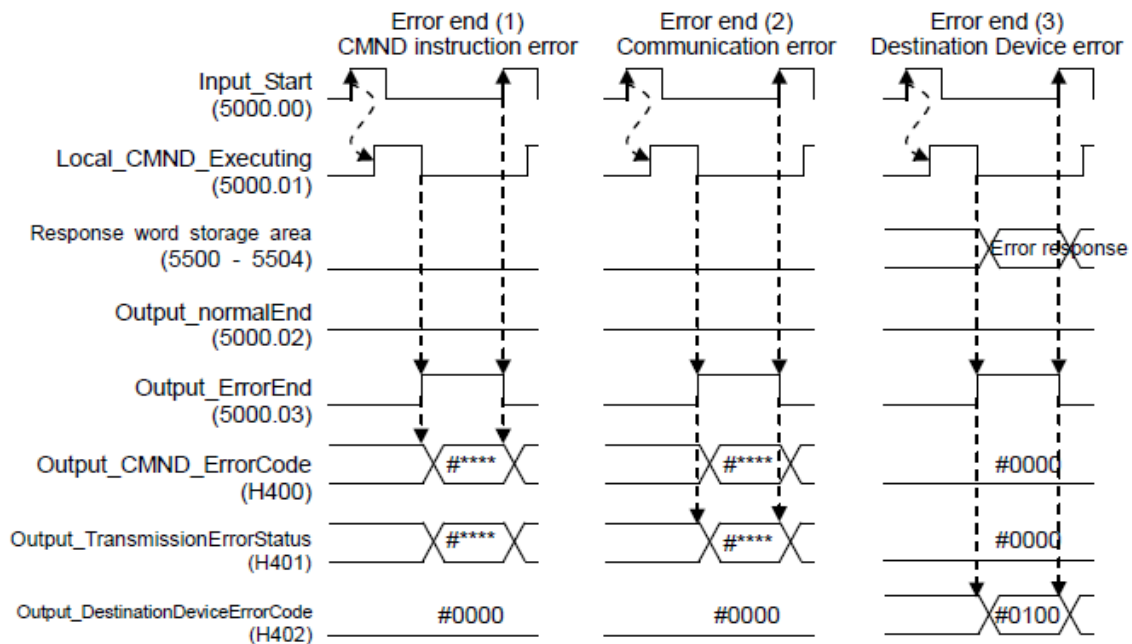 Error end (1) Error end (2) Error end (3)
CMND instruction error Communication error Destination Device error
Input_Start
(5000.00)
Local_CMND_Executing
(5000.01)
Response word storage area
(5500 - 5504) Error response
Output_normalEnd
(5000.02)
Output_ErrorEnd
(5000.03)
Output_CMND_ErrorCode #**** #**** #0000
(H400)
Output_TransmissionErrorStatus #**** #**** #0000
(H401)
Output_DestinationDeviceErrorCode #0000 #0000 #0100
(H402)